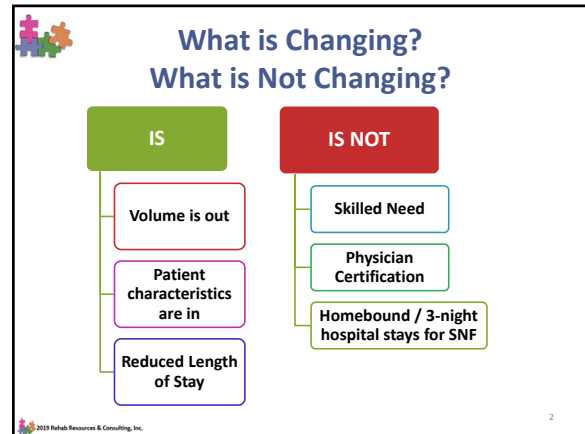 What is Changing?
What is Not Changing?
IS
Volume is out
Patient
characteristics
are in
Reduced Length
of Stay
IS NOT
Skilled Need
Physician
Certification
Homebound / 3-night
hospital stays for SNF
2019 Rehab Resources & Consulting, Inc.
2